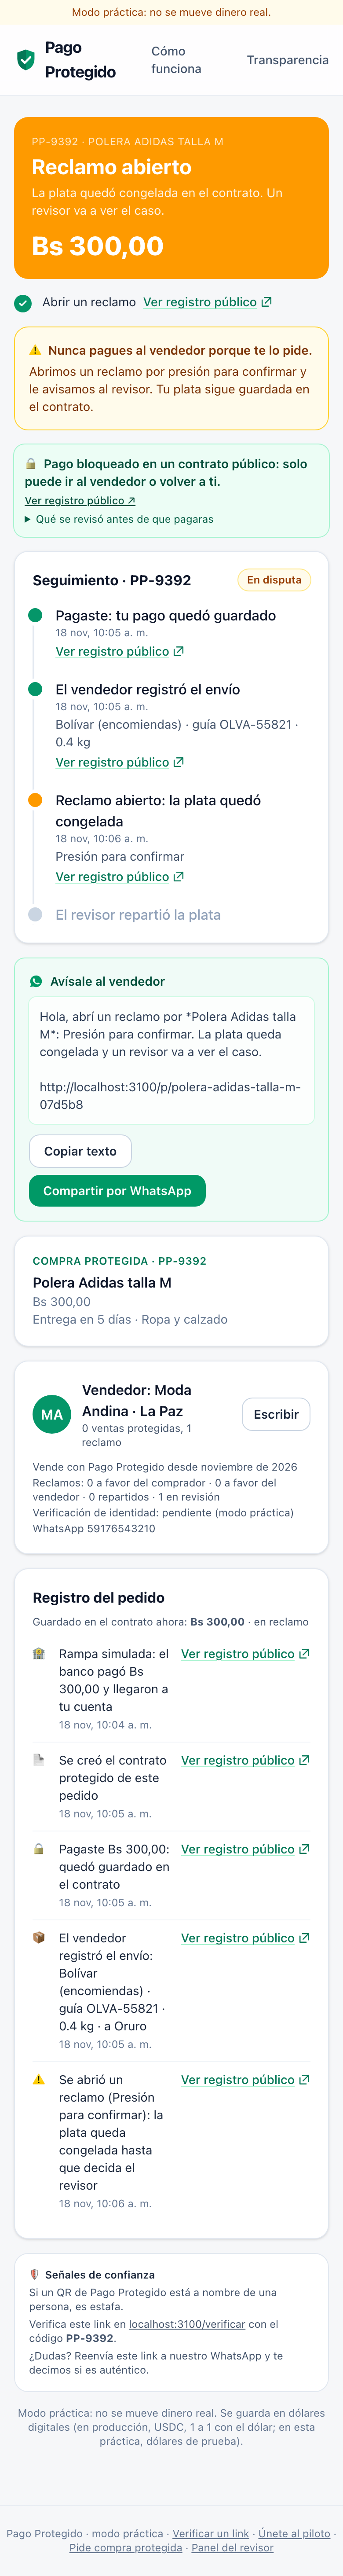 Modo práctica: no se mueve dinero real.
Pago
Protegido
Cómo
funciona
Transparencia
PP-9392 · POLERA ADIDAS TALLA M
Reclamo abierto
La plata quedó congelada en el contrato. Un
revisor va a ver el caso.
Bs 300,00
Abrir un reclamo Ver registro público
Nunca pagues al vendedor porque te lo pide.
Abrimos un reclamo por presión para confirmar y
le avisamos al revisor. Tu plata sigue guardada en
el contrato.
Pago bloqueado en un contrato público: solo
puede ir al vendedor o volver a ti.
Ver registro público ↗
Qué se revisó antes de que pagaras
Seguimiento · PP-9392
En disputa
Pagaste: tu pago quedó guardado
18 nov, 10:05 a. m.
Ver registro público
El vendedor registró el envío
18 nov, 10:05 a. m.
Bolívar (encomiendas) · guía OLVA-55821 ·
0.4 kg
Ver registro público
Reclamo abierto: la plata quedó
congelada
18 nov, 10:06 a. m.
Presión para confirmar
Ver registro público
El revisor repartió la plata
Avísale al vendedor
Hola, abrí un reclamo por *Polera Adidas talla
M*: Presión para confirmar. La plata queda
congelada y un revisor va a ver el caso.
http://localhost:3100/p/polera-adidas-talla-m-
07d5b8
Copiar texto
Compartir por WhatsApp
COMPRA PROTEGIDA · PP-9392
Polera Adidas talla M
Bs 300,00
Entrega en 5 días · Ropa y calzado
MA
Vendedor: Moda
Andina · La Paz
0 ventas protegidas, 1
reclamo
Escribir
Vende con Pago Protegido desde noviembre de 2026
Reclamos: 0 a favor del comprador · 0 a favor del
vendedor · 0 repartidos · 1 en revisión
Verificación de identidad: pendiente (modo práctica)
WhatsApp 59176543210
Registro del pedido
Guardado en el contrato ahora: Bs 300,00 · en reclamo
Rampa simulada: el
banco pagó Bs
300,00 y llegaron a
tu cuenta
18 nov, 10:04 a. m.
Ver registro público
Se creó el contrato
protegido de este
pedido
18 nov, 10:05 a. m.
Ver registro público
Pagaste Bs 300,00:
quedó guardado en
el contrato
18 nov, 10:05 a. m.
Ver registro público
El vendedor
registró el envío:
Bolívar
(encomiendas) ·
guía OLVA-55821 ·
0.4 kg · a Oruro
18 nov, 10:05 a. m.
Ver registro público
Se abrió un
reclamo (Presión
para confirmar): la
plata queda
congelada hasta
que decida el
revisor
18 nov, 10:06 a. m.
Ver registro público
Señales de confianza
Si un QR de Pago Protegido está a nombre de una
persona, es estafa.
Verifica este link en localhost:3100/verificar con el
código PP-9392.
¿Dudas? Reenvía este link a nuestro WhatsApp y te
decimos si es auténtico.
Modo práctica: no se mueve dinero real. Se guarda en dólares
digitales (en producción, USDC, 1 a 1 con el dólar; en esta
práctica, dólares de prueba).
Pago Protegido · modo práctica · Verificar un link · Únete al piloto ·
Pide compra protegida · Panel del revisor